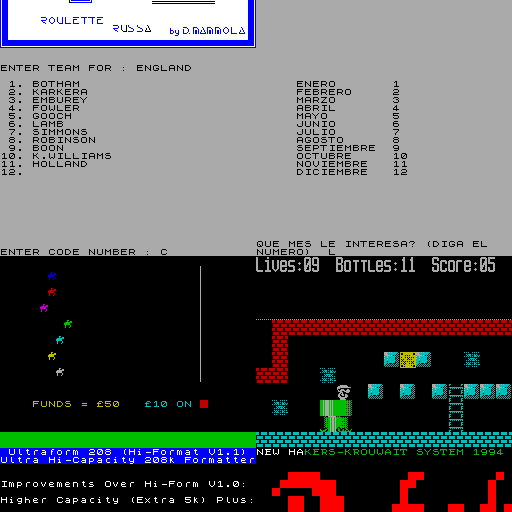 ROULETTE
RUSSA by D.MAMMOLA
ENTER TEAM FOR : ENGLAND
1. BOTHAM
2. KARKERA
3. EMBUREY
4. FOWLER
5. GOOCH
6. LAMB
7. SIMMONS
8. ROBINSON
9. BOON
10. K.WILLIAMS
11. HOLLAND
12.
ENTER CODE NUMBER : C
ENERO 1
FEBRERO 2
MARZO 3
ABRIL 4
MAYO 5
JUNIO 6
JULIO 7
AGOSTO 8
SEPTIEMBRE 9
OCTUBRE 10
NOVIEMBRE 11
DICIEMBRE 12
QUE MES LE INTERESA? (DIGA EL
NUMERO) L
FUNDS = £50 £10 ON
Lives:09 Bottles:11 Score:05
Ultraform 208 (Hi-Format V1.1)
Ultra Hi-Capacity 208K Formatter
Improvements Over Hi-Form V1.0:
Higher Capacity (Extra 5k) Plus:
NEW HAKERS-KROUWAIT SYSTEM 1994